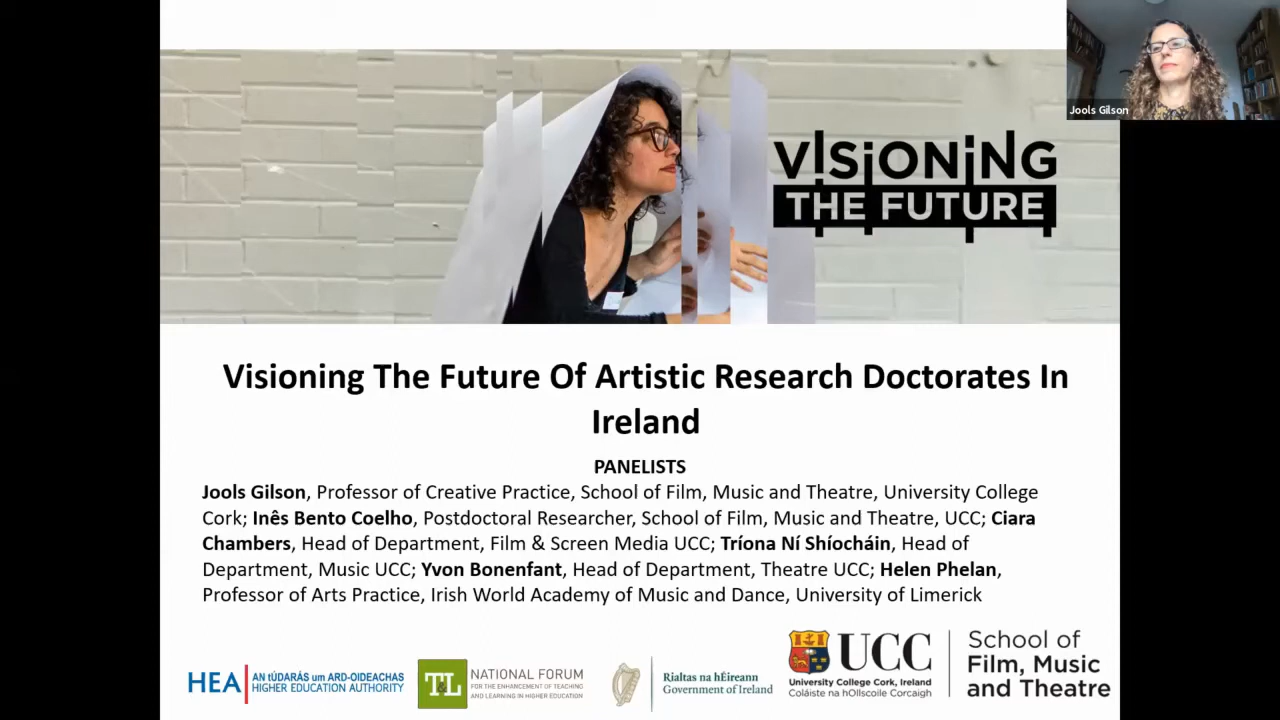 Jools Gilson
VISIONING
THE FUTURE
Visioning The Future Of Artistic Research Doctorates In
Ireland
PANELISTS
Jools Gilson, Professor of Creative Practice, School of Film, Music and Theatre, University College
Cork; Inês Bento Coelho, Postdoctoral Researcher, School of Film, Music and Theatre, UCC; Ciara
Chambers, Head of Department, Film & Screen Media UCC; Tríona Ní Shíocháin, Head of
Department, Music UCC; Yvon Bonenfant, Head of Department, Theatre UCC; Helen Phelan,
Professor of Arts Practice, Irish World Academy of Music and Dance, University of Limerick
HEA
AN tÚDARÁS um ARD-OIDEACHAS
HIGHER EDUCATION AUTHORITY
T&L
NATIONAL FORUM
FOR THE ENHANCEMENT OF TEACHING
AND LEARNING IN HIGHER EDUCATION
Rialtas na hÉireann
Government of Ireland
UCC
University College Cork, Ireland
Coláiste na hOllscoile Corcaigh
School of
Film, Music
and Theatre